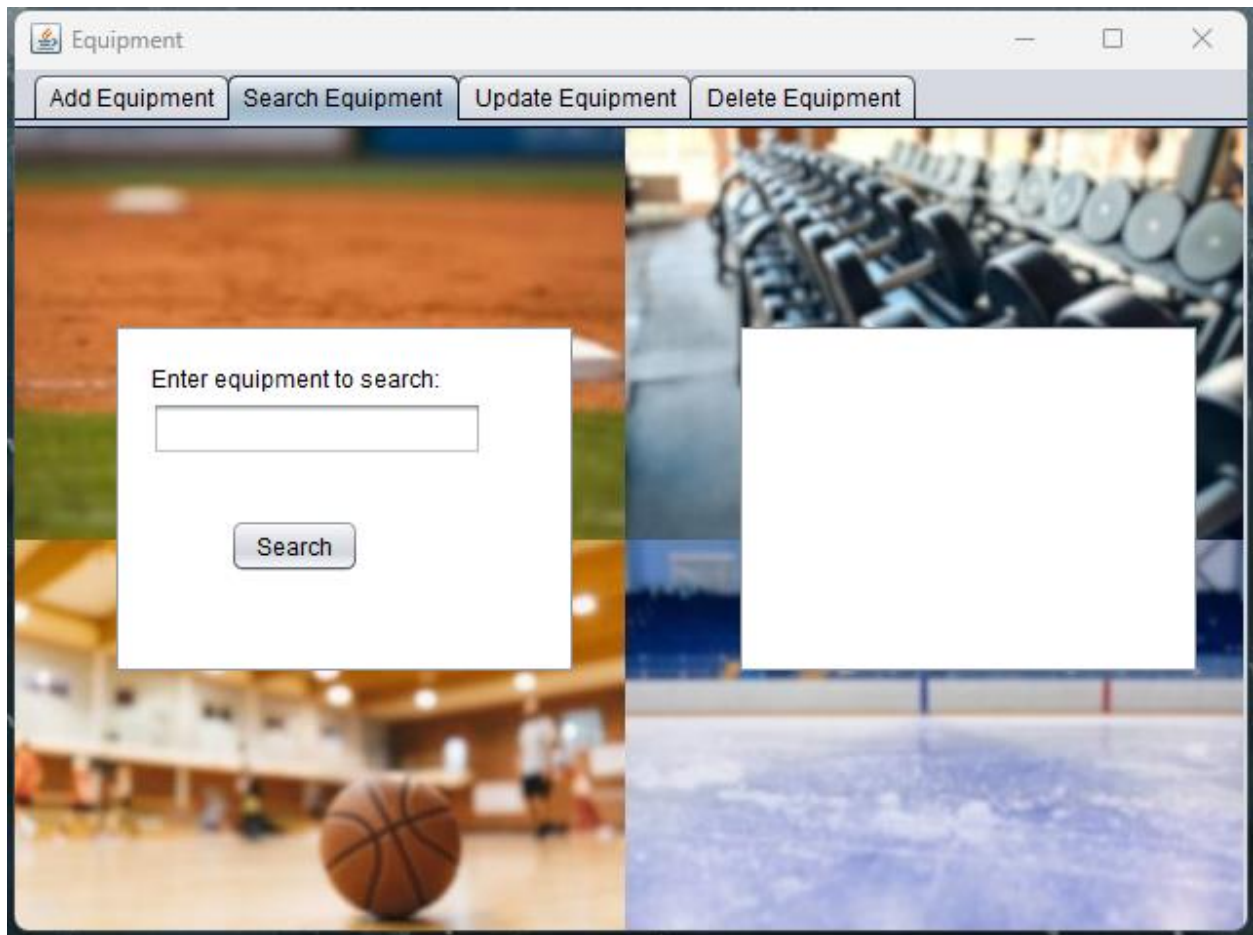 Equipment
Add Equipment Search Equipment Update Equipment Delete Equipment
Enter equipment to search:
Search